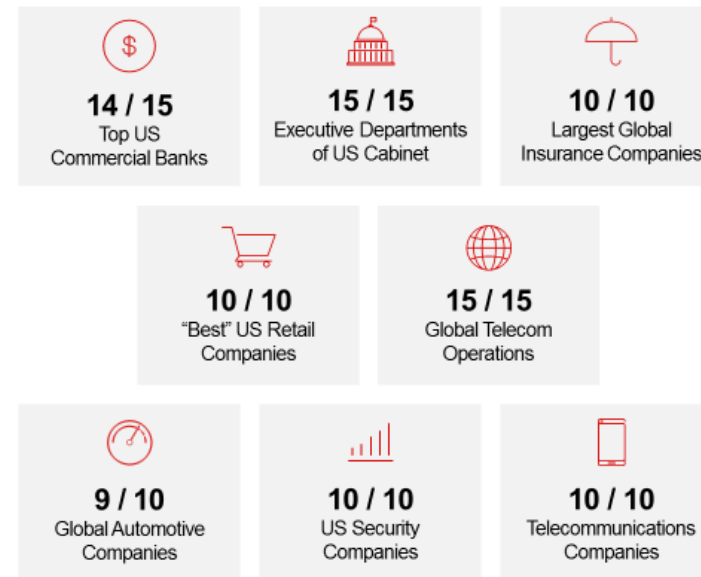 $
14 / 15
Top US
Commercial Banks
15 / 15
Executive Departments
of US Cabinet
10 / 10
Largest Global
Insurance Companies
10 / 10
“Best” US Retail
Companies
15 / 15
Global Telecom
Operations
9 / 10
Global Automotive
Companies
10 / 10
US Security
Companies
10 / 10
Telecommunications
Companies